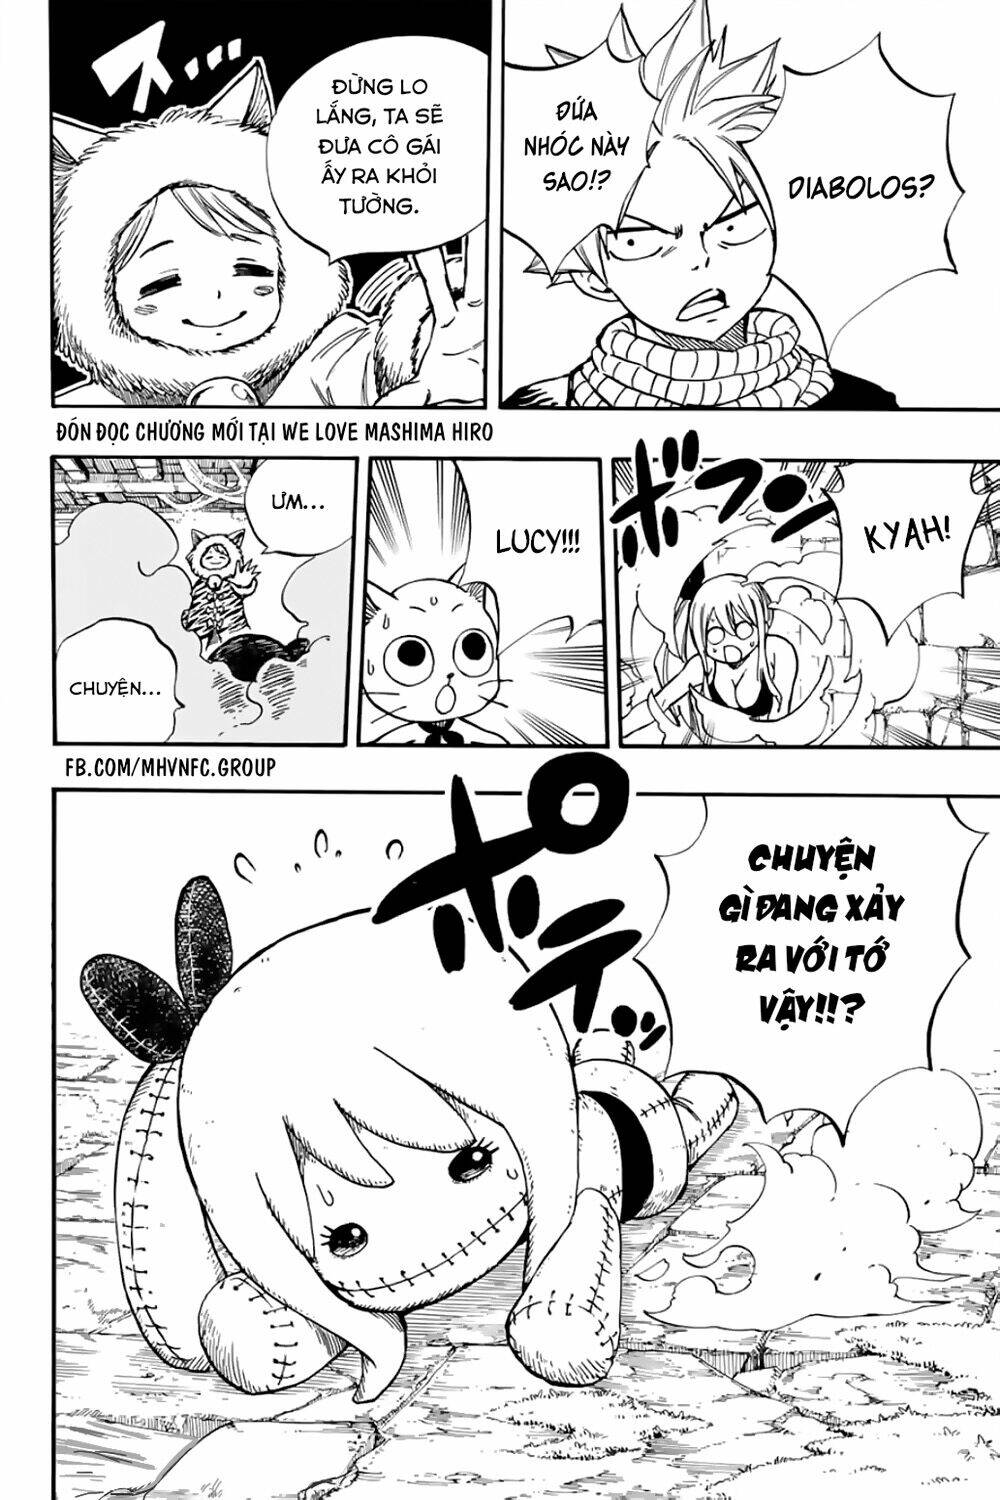 DIABOLOS?
ĐỨA
NHÓC NÀY
SAO!?
ĐỪNG LO
LẮNG, TA SẼ
ĐƯA CÔ GÁI
ẤY RA KHỎI
TƯỜNG.
ス…
ĐÓN ĐỌC CHƯƠNG MỚI TẠI WE LOVE MASHIMA HIRO
KYAH!
ボフン
LUCY!!!
ƯM...
CHUYỆN...
FB.COM/MHVNFC.GROUP
CHUYỆN
GÌ ĐANG XẢY
RA VỚI TỚ
VẬY!!?
ポテ